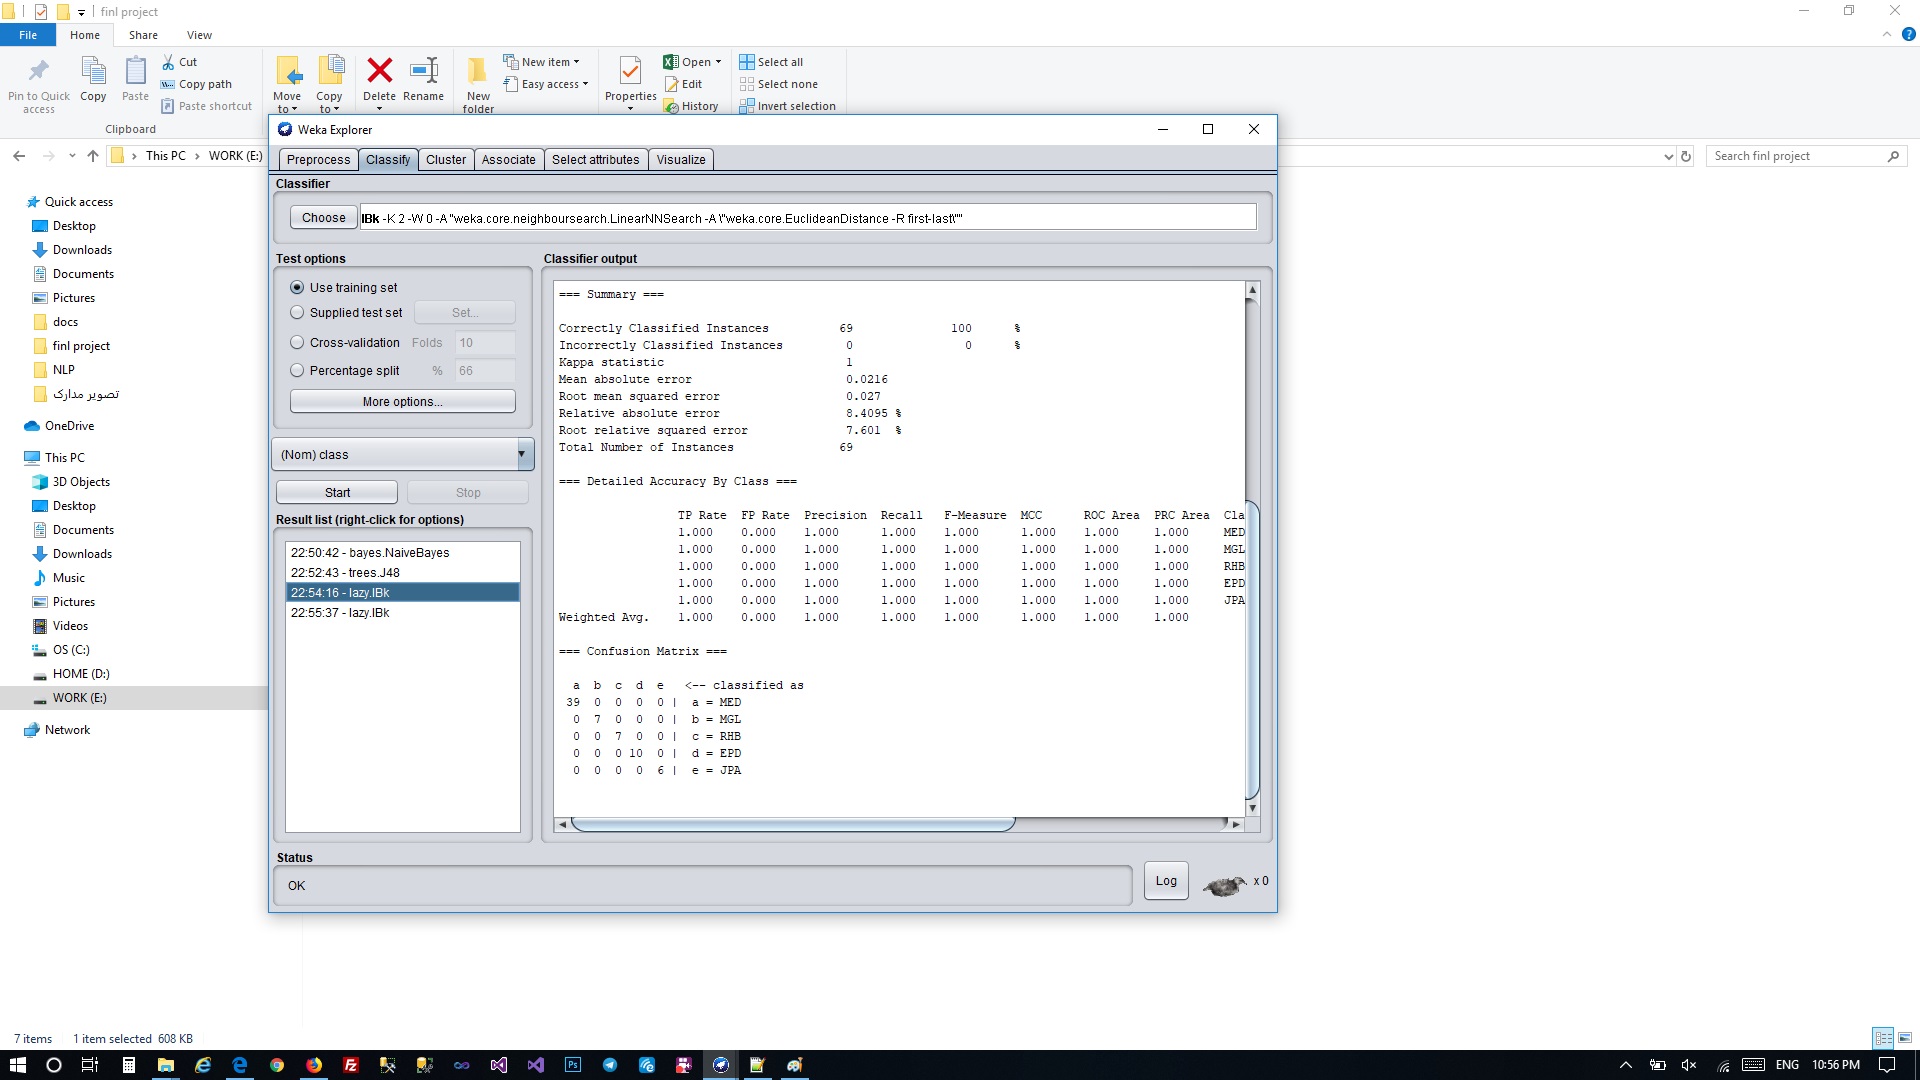 finl project
File Home Share View
Pin to Quick access
Copy
Paste
Cut
Copy path
Paste shortcut
Clipboard
Move to
Copy to
Delete
Rename
New folder
New item
Easy access
Properties
Open
Edit
History
Select all
Select none
Invert selection
This PC WORK (E:)
Search finl project
Quick access
Desktop
Downloads
Documents
Pictures
docs
finl project
NLP
تصویر مدارک
OneDrive
This PC
3D Objects
Desktop
Documents
Downloads
Music
Pictures
Videos
OS (C:)
HOME (D:)
WORK (E:)
Network
Weka Explorer
Preprocess Classify Cluster Associate Select attributes Visualize
Classifier
Choose IBk -K 2 -W 0 -A "weka.core.neighboursearch.LinearNNSearch -A \"weka.core.EuclideanDistance -R first-last\""
Test options
Use training set
Supplied test set Set...
Cross-validation Folds 10
Percentage split % 66
More options...
(Nom) class
Start Stop
Result list (right-click for options)
22:50:42 - bayes.NaiveBayes
22:52:43 - trees.J48
22:54:16 - lazy.IBk
22:55:37 - lazy.IBk
Classifier output
=== Summary ===
Correctly Classified Instances 69 100 %
Incorrectly Classified Instances 0 0 %
Kappa statistic 1
Mean absolute error 0.0216
Root mean squared error 0.027
Relative absolute error 8.4095 %
Root relative squared error 7.601 %
Total Number of Instances 69
=== Detailed Accuracy By Class ===
TP Rate FP Rate Precision Recall F-Measure MCC ROC Area PRC Area Cla
1.000 0.000 1.000 1.000 1.000 1.000 1.000 1.000 MED
1.000 0.000 1.000 1.000 1.000 1.000 1.000 1.000 MGL
1.000 0.000 1.000 1.000 1.000 1.000 1.000 1.000 RHB
1.000 0.000 1.000 1.000 1.000 1.000 1.000 1.000 EPD
1.000 0.000 1.000 1.000 1.000 1.000 1.000 1.000 JPA
Weighted Avg. 1.000 0.000 1.000 1.000 1.000 1.000 1.000 1.000
=== Confusion Matrix ===
a b c d e <-- classified as
39 0 0 0 0 | a = MED
0 7 0 0 0 | b = MGL
0 0 7 0 0 | c = RHB
0 0 0 10 0 | d = EPD
0 0 0 0 6 | e = JPA
Status
OK
Log
x 0
7 items 1 item selected 608 KB
ENG 10:56 PM